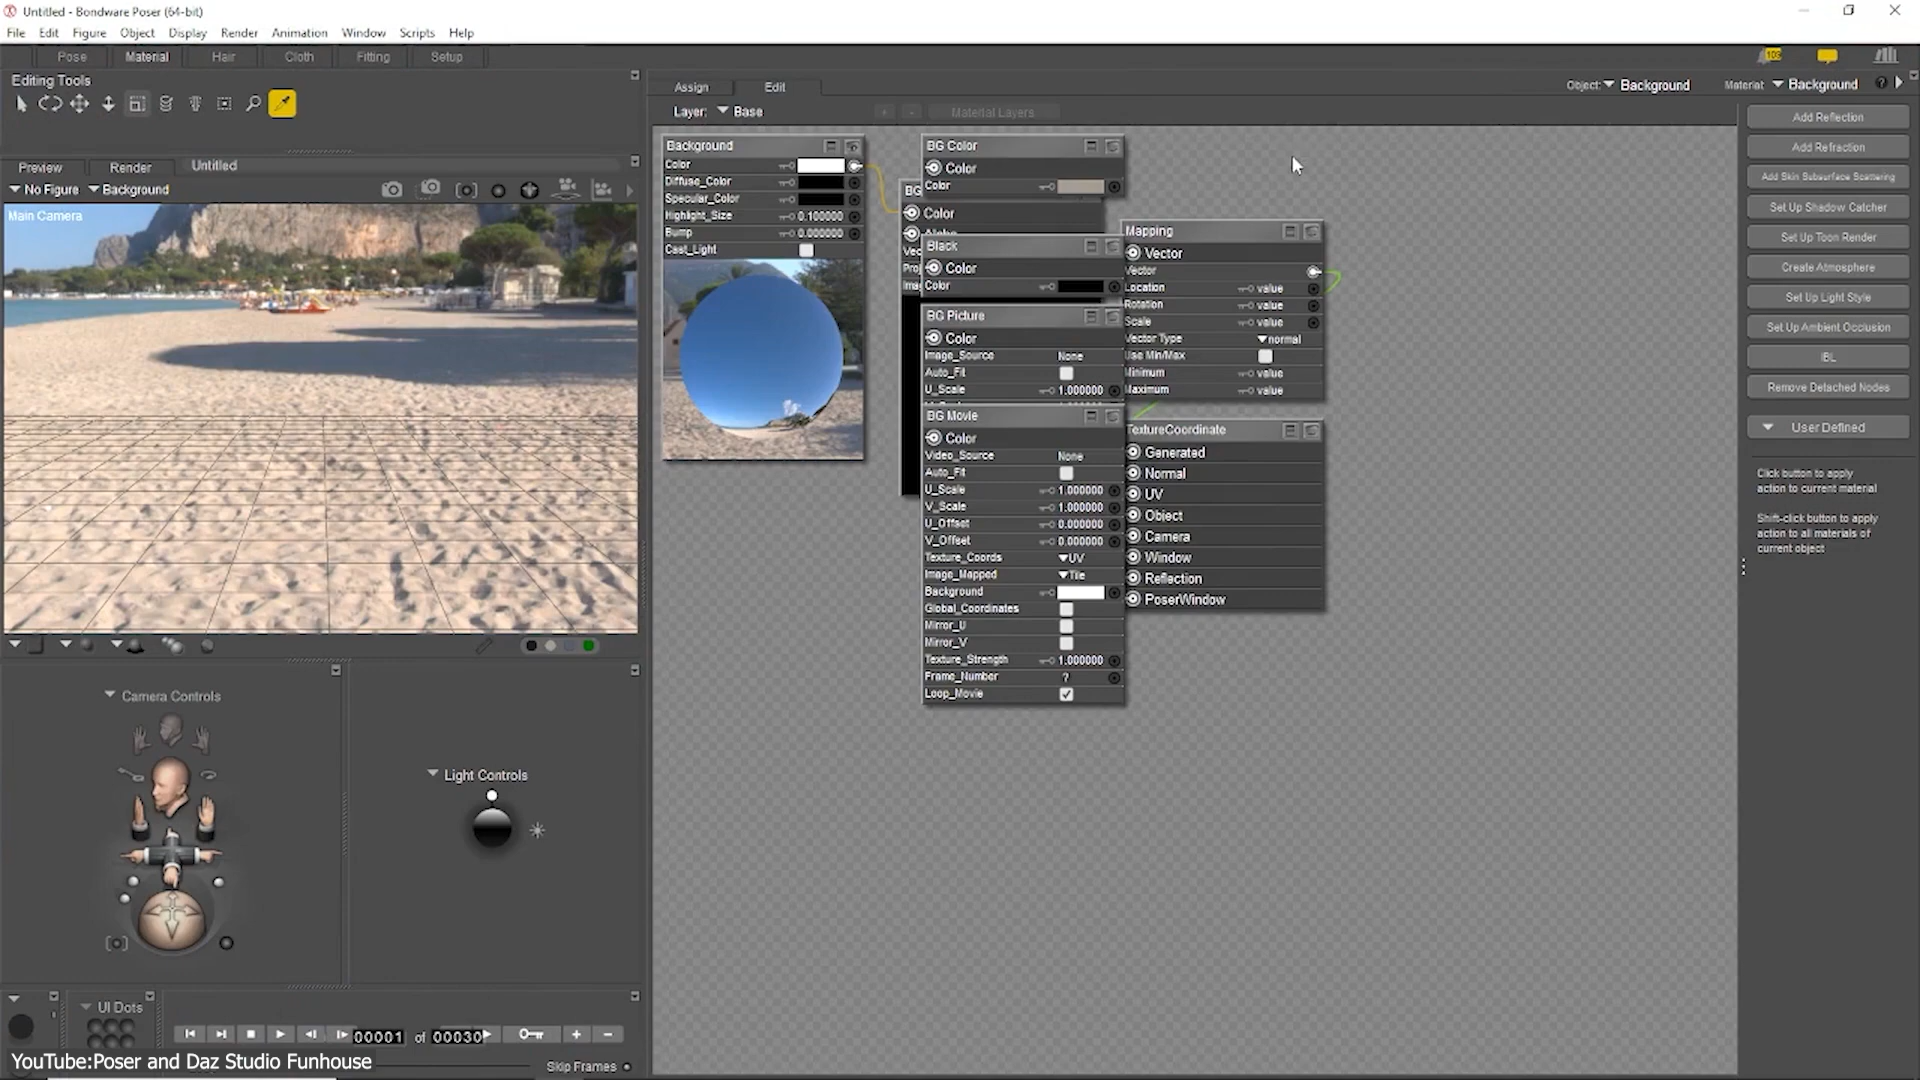 Untitled - Bondware Poser (64-bit)
File Edit Figure Object Display Render Animation Window Scripts Help
Pose Material Hair Cloth Fitting Setup
Editing Tools
Preview Render Untitled
No Figure Background
Main Camera
Camera Controls
Light Controls
UI Dots
00001 of 00030
Skip Frames
YouTube:Poser and Daz Studio Funhouse
Assign Edit
Object: Background Material Background
Layer: Base
Material Layers
Background
Color
Diffuse_Color
Specular_Color
Highlight_Size 0.100000
Bump 0.000000
Cast_Light
BG
Color
BG Color
Color
Color
Black
Color
Color
BG Picture
Color
Image_Source None
Auto_Fit
U_Scale 1.000000
BG Movie
Color
Video_Source None
Auto_Fit
U_Scale 1.000000
V_Scale 1.000000
U_Offset 0.000000
V_Offset 0.000000
Texture_Coords UV
Image_Mapped Tile
Background
Global_Coordinates
Mirror_U
Mirror_V
Texture_Strength 1.000000
Frame_Number ?
Loop_Movie
Mapping
Vector
Vector
Location value
Rotation value
Scale value
Vector Type normal
Use Min/Max
Minimum value
Maximum value
TextureCoordinate
Generated
Normal
UV
Object
Camera
Window
Reflection
PoserWindow
Add Reflection
Add Refraction
Add Skin Subsurface Scattering
Set Up Shadow Catcher
Set Up Toon Render
Create Atmosphere
Set Up Light Style
Set Up Ambient Occlusion
IBL
Remove Detached Nodes
User Defined
Click button to apply
action to current material
Shift-click button to apply
action to all materials of
current object